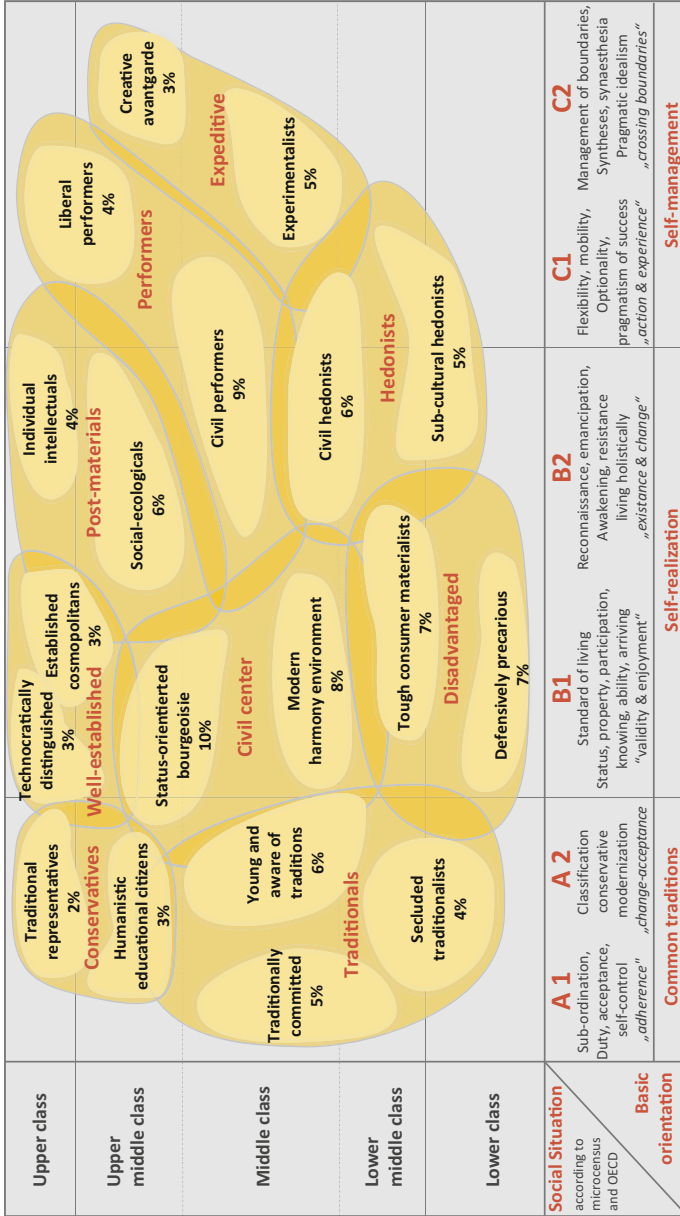 Upper class
Upper
middle class
Middle class
Lower
middle class
Lower class
Traditional
representatives
2%
Conservatives
Humanistic
educational citizens
3%
Traditionally
committed
5%
Young and
aware of
traditions
6%
Traditionals
Secluded
traditionalists
4%
Technocratically
distinguished
3%
Established
cosmopolitans
3%
Well-established
Status-orientierted
bourgeoisie
10%
Civil center
Modern
harmony environment
8%
Tough consumer materialists
7%
Disadvantaged
Defensively precarious
7%
Individual
intellectuals
4%
Post-materials
Social-ecologicals
6%
Liberal
performers
4%
Performers
Civil performers
9%
Civil hedonists
6%
Hedonists
Sub-cultural hedonists
5%
Creative
avantgarde
3%
Expeditive
Experimentalists
5%
Social Situation
according to
microcensus
and OECD
Basic
orientation
A 1
Sub-ordination,
Duty, acceptance,
self-control
„adherence"
A 2
Classification
conservative
modernization
„change-acceptance
Common traditions
B1
Standard of living
Status, property, participation,
knowing, ability, arriving
“validity & enjoyment“
B2
Reconnaissance, emancipation,
Awakening, resistance
living holistically
„existance & change“
Self-realization
C1
Flexibility, mobility,
Optionality,
pragmatism of success
„action & experience“
C2
Management of boundaries,
Syntheses, synaesthesia
Pragmatic idealism
„crossing boundaries“
Self-management